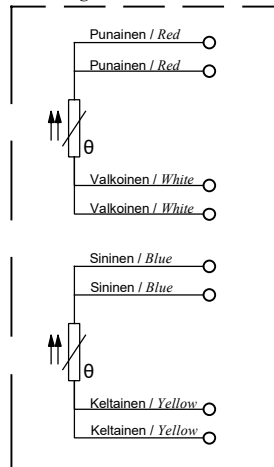 Punainen / Red
Punainen / Red
θ
Valkoinen / White
Valkoinen / White
Sininen / Blue
Sininen / Blue
θ
Keltainen / Yellow
Keltainen / Yellow